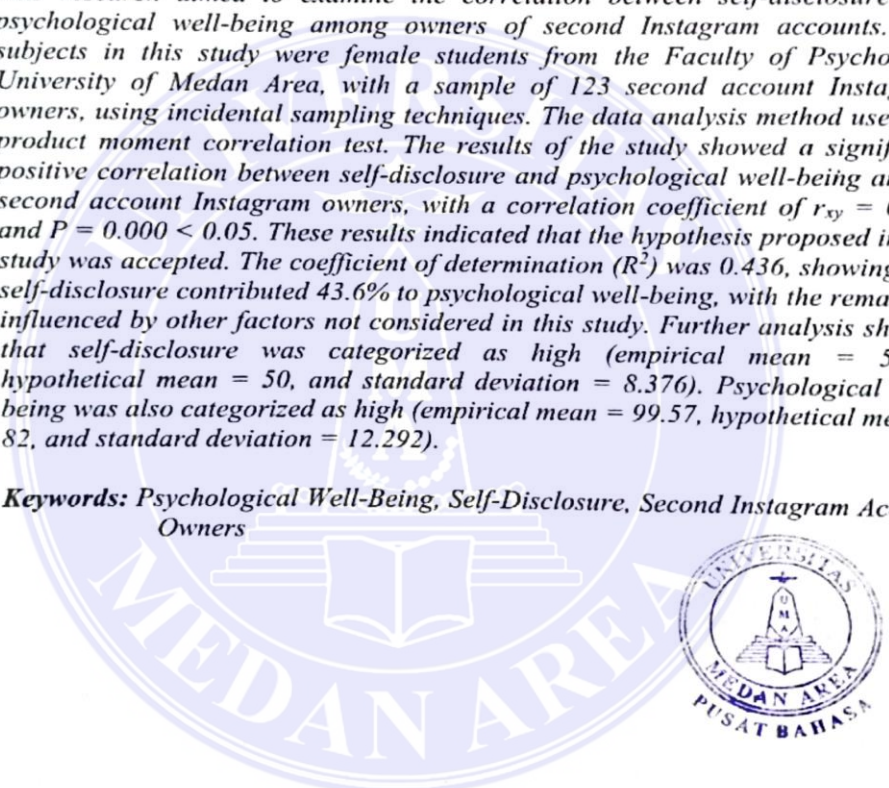 psychological well-being among owners of second Instagram accounts.
subjects in this study were female students from the Faculty of Psycho
University of Medan Area, with a sample of 123 second account Insta
owners, using incidental sampling techniques. The data analysis method use
product moment correlation test. The results of the study showed a signif
positive correlation between self-disclosure and psychological well-being a
second account Instagram owners, with a correlation coefficient of rxy =
and P = 0.000 < 0.05. These results indicated that the hypothesis proposed i
study was accepted. The coefficient of determination (R²) was 0.436, showing
self-disclosure contributed 43.6% to psychological well-being, with the rema
influenced by other factors not considered in this study. Further analysis sh
that self-disclosure was categorized as high (empirical mean = 5
hypothetical mean = 50, and standard deviation = 8.376). Psychological
being was also categorized as high (empirical mean = 99.57, hypothetical me
82, and standard deviation = 12.292).
Keywords: Psychological Well-Being, Self-Disclosure, Second Instagram Ac
Owners
UNIVERSITAS
UMA
MEDAN AREA
PUSAT BAHASA
UMA
MEDAN AREA